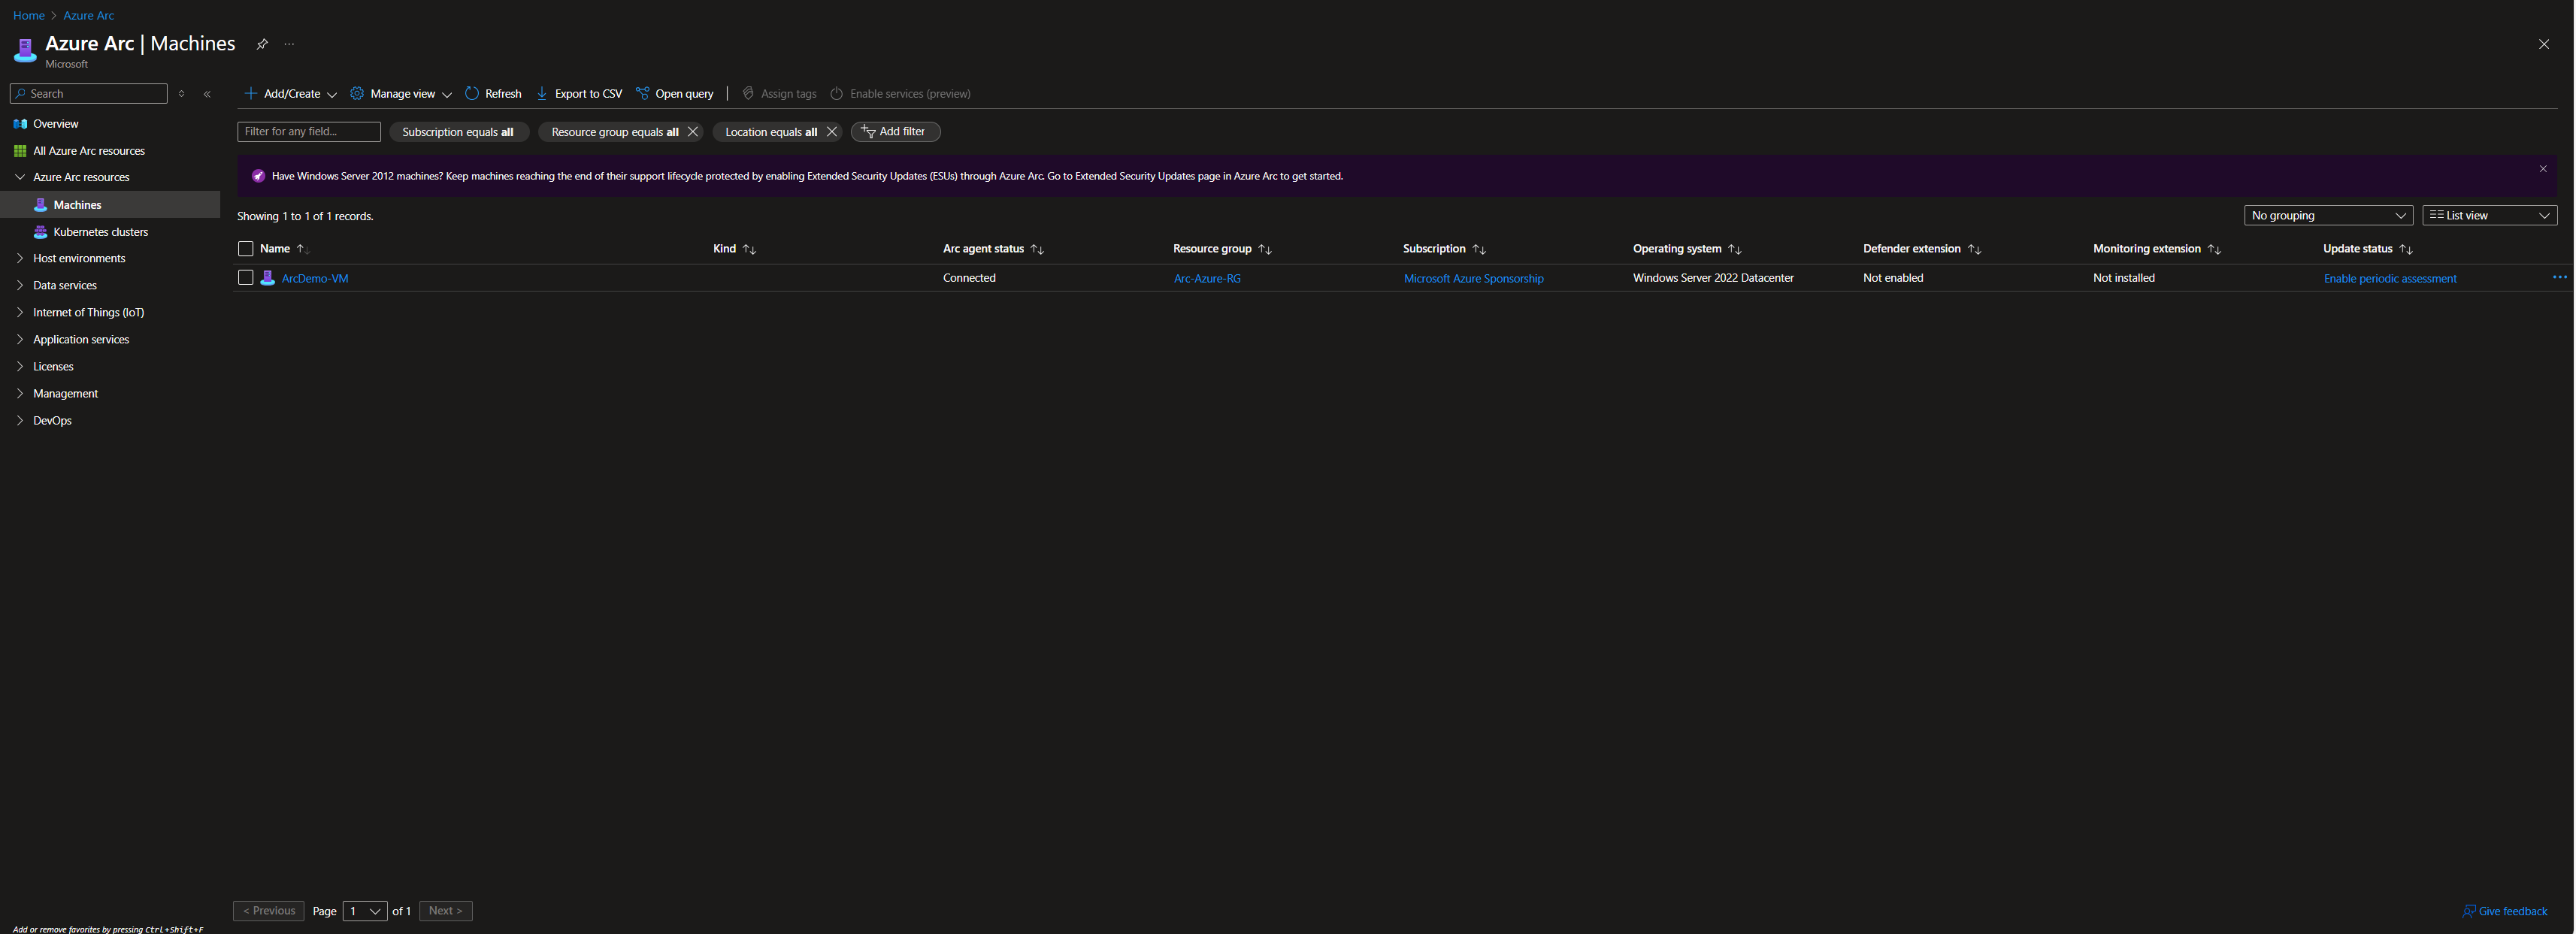 Home > Azure Arc
Azure Arc | Machines ...
Microsoft
Search
Overview
All Azure Arc resources
Azure Arc resources
Machines
Kubernetes clusters
Host environments
Data services
Internet of Things (IoT)
Application services
Licenses
Management
DevOps
Add or remove favorites by pressing Ctrl+Shift+F
Add/Create Manage view Refresh Export to CSV Open query | Assign tags Enable services (preview)
Filter for any field... Subscription equals all Resource group equals all Location equals all Add filter
Have Windows Server 2012 machines? Keep machines reaching the end of their support lifecycle protected by enabling Extended Security Updates (ESUs) through Azure Arc. Go to Extended Security Updates page in Azure Arc to get started.
Showing 1 to 1 of 1 records. No grouping List view
Name Kind Arc agent status Resource group Subscription Operating system Defender extension Monitoring extension Update status
ArcDemo-VM Connected Arc-Azure-RG Microsoft Azure Sponsorship Windows Server 2022 Datacenter Not enabled Not installed Enable periodic assessment ...
< Previous Page 1 of 1 Next > Give feedback